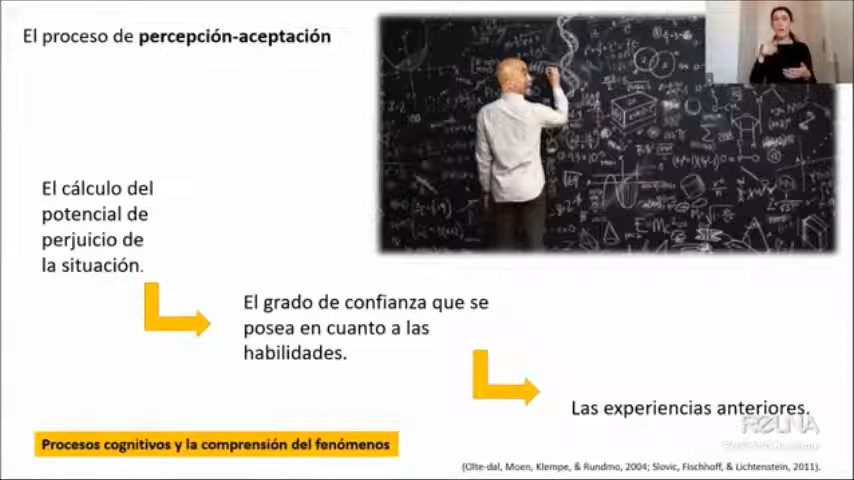 El proceso de percepción-aceptación
El cálculo del
potencial de
perjuicio de
la situación.
El grado de confianza que se
posea en cuanto a las
habilidades.
Las experiencias anteriores.
Procesos cognitivos y la comprensión del fenómenos
(Olte-dal, Moen, Klempe, & Rundmo, 2004; Slovic, Fischhoff, & Lichtenstein, 2011).